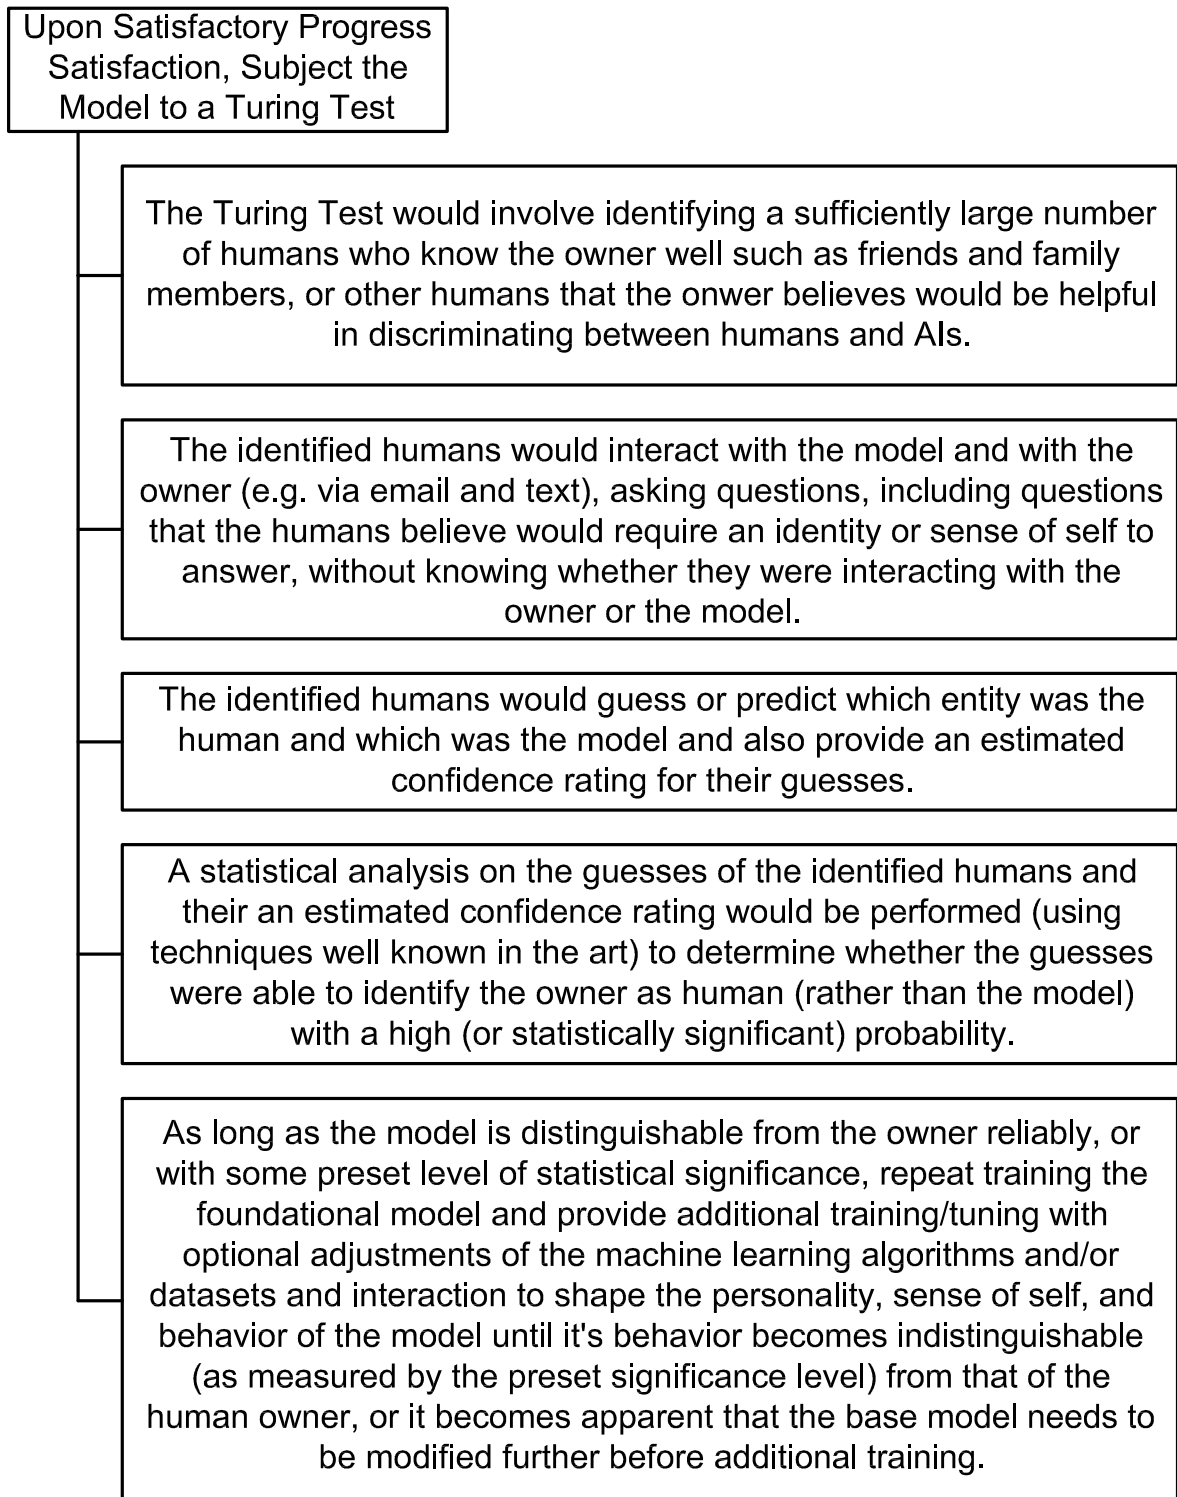 Upon Satisfactory Progress
Satisfaction, Subject the
Model to a Turing Test
The Turing Test would involve identifying a sufficiently large number
of humans who know the owner well such as friends and family
members, or other humans that the onwer believes would be helpful
in discriminating between humans and AIs.
The identified humans would interact with the model and with the
owner (e.g. via email and text), asking questions, including questions
that the humans believe would require an identity or sense of self to
answer, without knowing whether they were interacting with the
owner or the model.
The identified humans would guess or predict which entity was the
human and which was the model and also provide an estimated
confidence rating for their guesses.
A statistical analysis on the guesses of the identified humans and
their an estimated confidence rating would be performed (using
techniques well known in the art) to determine whether the guesses
were able to identify the owner as human (rather than the model)
with a high (or statistically significant) probability.
As long as the model is distinguishable from the owner reliably, or
with some preset level of statistical significance, repeat training the
foundational model and provide additional training/tuning with
optional adjustments of the machine learning algorithms and/or
datasets and interaction to shape the personality, sense of self, and
behavior of the model until it's behavior becomes indistinguishable
(as measured by the preset significance level) from that of the
human owner, or it becomes apparent that the base model needs to
be modified further before additional training.